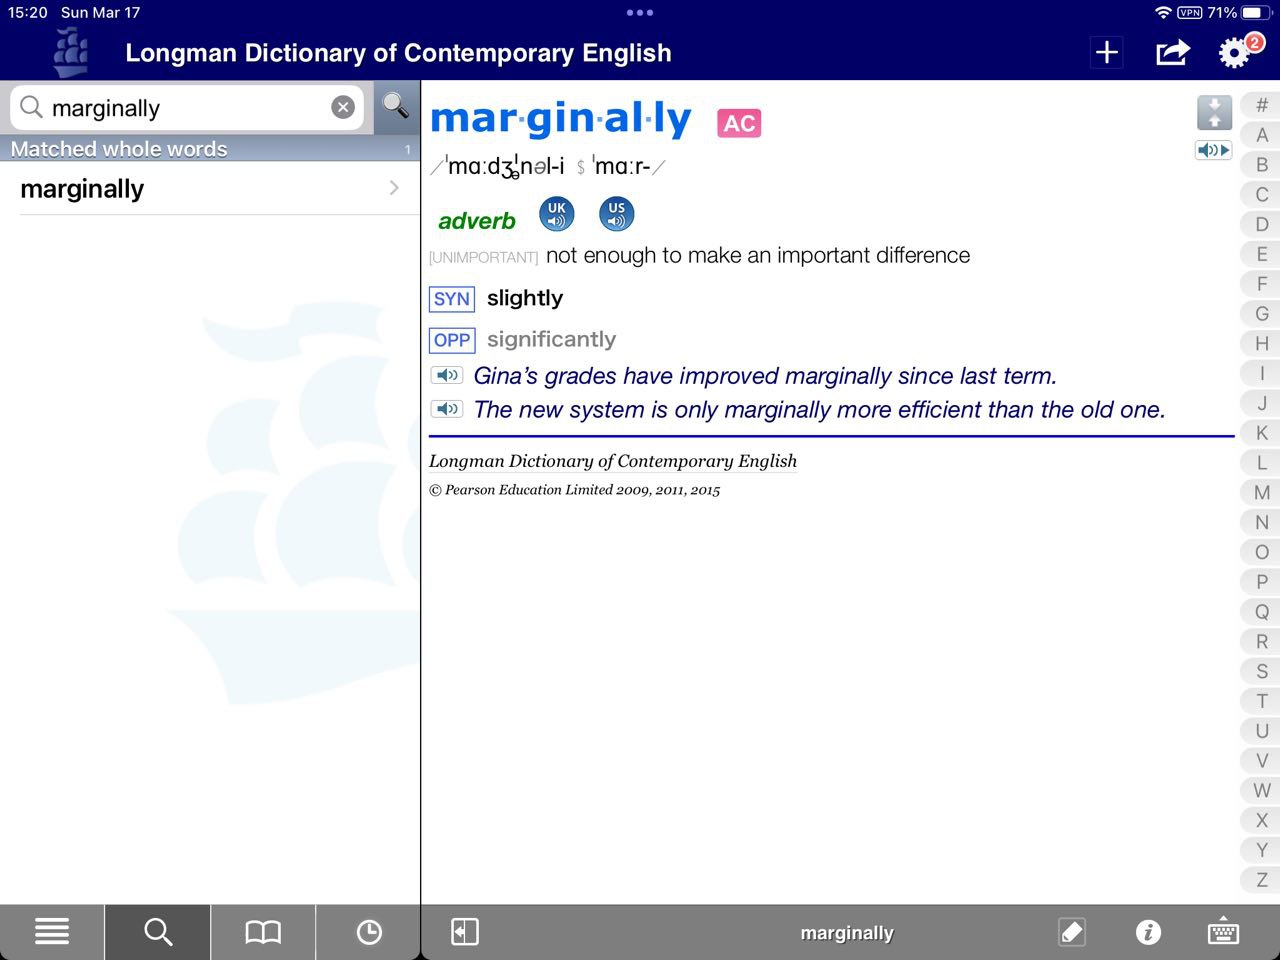 15:20 Sun Mar 17
VPN 71%
Longman Dictionary of Contemporary English
2
marginally
Matched whole words 1
marginally
mar·gin·al·ly AC
/ˈmɑːdʒə̩ˈnəl-i $ ˈmɑːr-/
adverb UK US
[UNIMPORTANT] not enough to make an important difference
SYN slightly
OPP significantly
Gina’s grades have improved marginally since last term.
The new system is only marginally more efficient than the old one.
Longman Dictionary of Contemporary English
© Pearson Education Limited 2009, 2011, 2015
#
A
B
C
D
E
F
G
H
I
J
K
L
M
N
O
P
Q
R
S
T
U
V
W
X
Y
Z
marginally